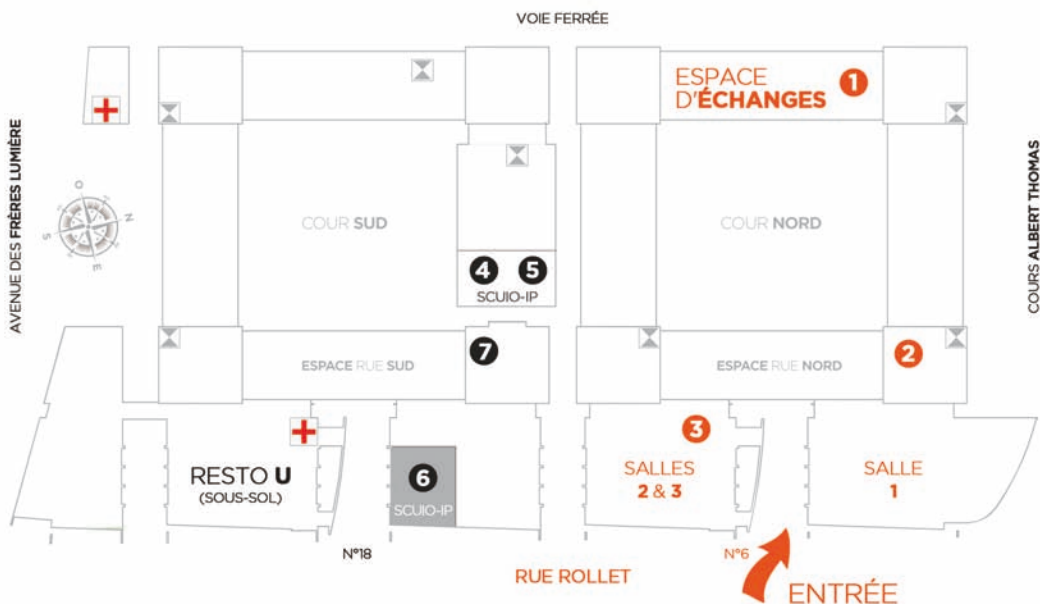 VOIE FERRÉE
ESPACE
D'ÉCHANGES
1
AVENUE DES FRÈRES LUMIÈRE
O
N
S
E
COUR SUD
COUR NORD
COURS ALBERT THOMAS
4
5
SCUIO-IP
ESPACE RUE SUD
7
ESPACE RUE NORD
2
RESTO U
(SOUS-SOL)
6
SCUIO-IP
3
SALLES
2 & 3
SALLE
1
N°18
N°6
RUE ROLLET
ENTRÉE